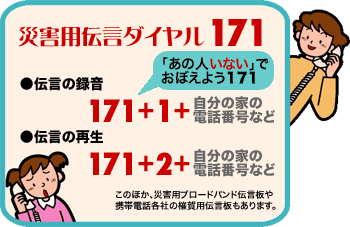 災害用伝言ダイヤル 171
「あの人いない」で
おぼえよう171
●伝言の録音
171+1+自分の家の
電話番号など
●伝言の再生
171+2+自分の家の
電話番号など
このほか、災害用ブロードバンド伝言板や
携帯電話各社の催賀用伝言板もあります。